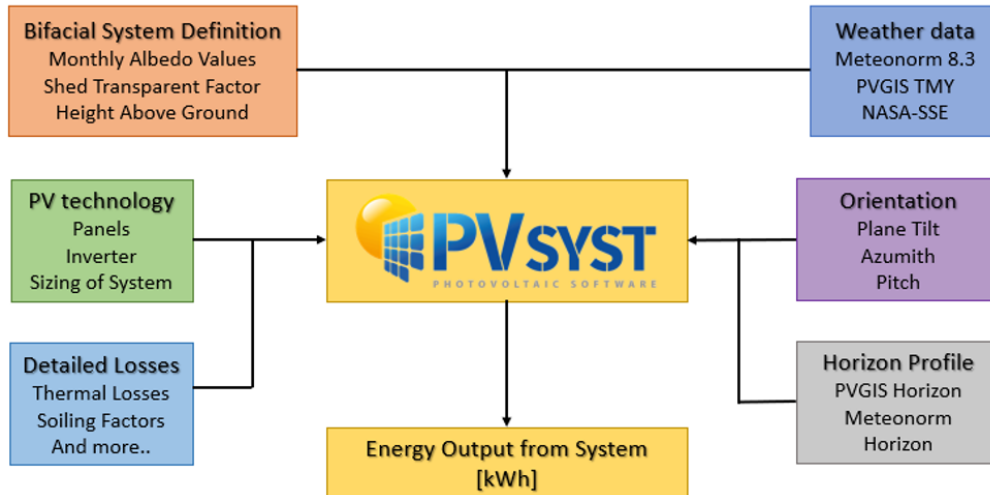 Bifacial System Definition
Monthly Albedo Values
Shed Transparent Factor
Height Above Ground
Weather data
Meteonorm 8.3
PVGIS TMY
NASA-SSE
PV technology
Panels
Inverter
Sizing of System
PVSYST
PHOTOVOLTAIC SOFTWARE
Orientation
Plane Tilt
Azumith
Pitch
Detailed Losses
Thermal Losses
Soiling Factors
And more..
Horizon Profile
PVGIS Horizon
Meteonorm
Horizon
Energy Output from System
[kWh]